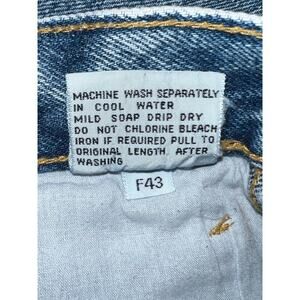 MACHINE WASH SEPARATELY
IN COOL WATER
MILD SOAP DRIP DRY
DO NOT CHLORINE BLEACH
IRON IF REQUIRED PULL TO
ORIGINAL LENGTH AFTER
WASHING
F43